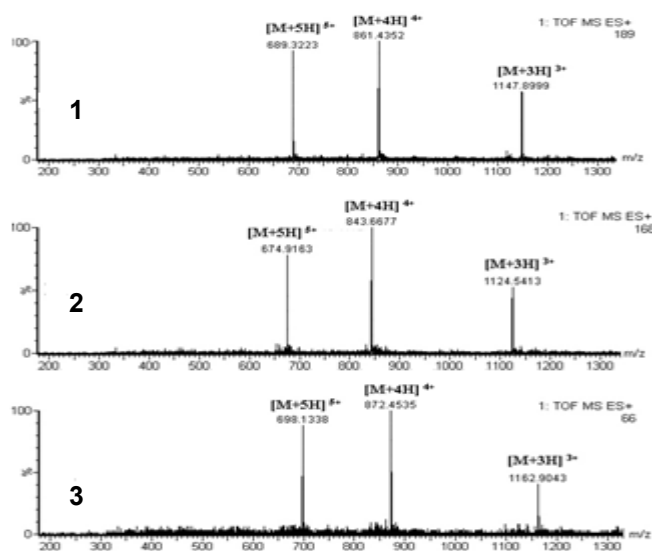 [M+5H] 5+ [M+4H] 4+ 1: TOF MS ES+
689.3223 861.4352 189
[M+3H] 3+
1147.8999
100
%
1
0
200 300 400 500 600 700 800 900 1000 1100 1200 1300 m/z
[M+4H] 4+
843.6677 1: TOF MS ES+
168
[M+5H] 5+
674.9163
[M+3H] 3+
1124.5413
100
%
2
0
200 300 400 500 600 700 800 900 1000 1100 1200 1300 m/z
[M+5H] 5+ [M+4H] 4+ 1: TOF MS ES+
698.1338 872.4535 66
[M+3H] 3+
1162.9043
100
%
3
0
200 300 400 500 600 700 800 900 1000 1100 1200 1300 m/z